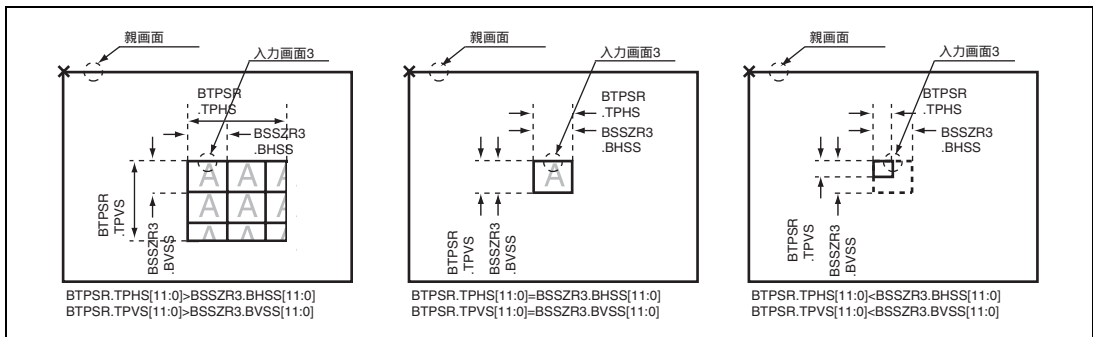 親画面
入力画面3
BTPSR
.TPHS
BSSZR3
.BHSS
BTPSR
.TPVS
BSSZR3
.BVSS
A A A
A A A
A A A
BTPSR.TPHS[11:0]>BSSZR3.BHSS[11:0]
BTPSR.TPVS[11:0]>BSSZR3.BVSS[11:0]
親画面
入力画面3
BTPSR
.TPHS
BSSZR3
.BHSS
A
BTPSR
.TPVS
BSSZR3
.BVSS
BTPSR.TPHS[11:0]=BSSZR3.BHSS[11:0]
BTPSR.TPVS[11:0]=BSSZR3.BVSS[11:0]
親画面
入力画面3
BTPSR
.TPHS
BSSZR3
.BHSS
BTPSR
.TPVS
BSSZR3
.BVSS
BTPSR.TPHS[11:0]<BSSZR3.BHSS[11:0]
BTPSR.TPVS[11:0]<BSSZR3.BVSS[11:0]